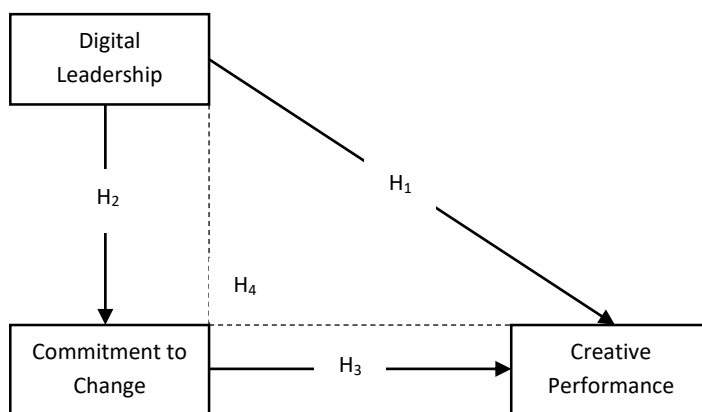 Digital
Leadership
H₁
H₂
H₄
Commitment to
Change
H₃
Creative
Performance